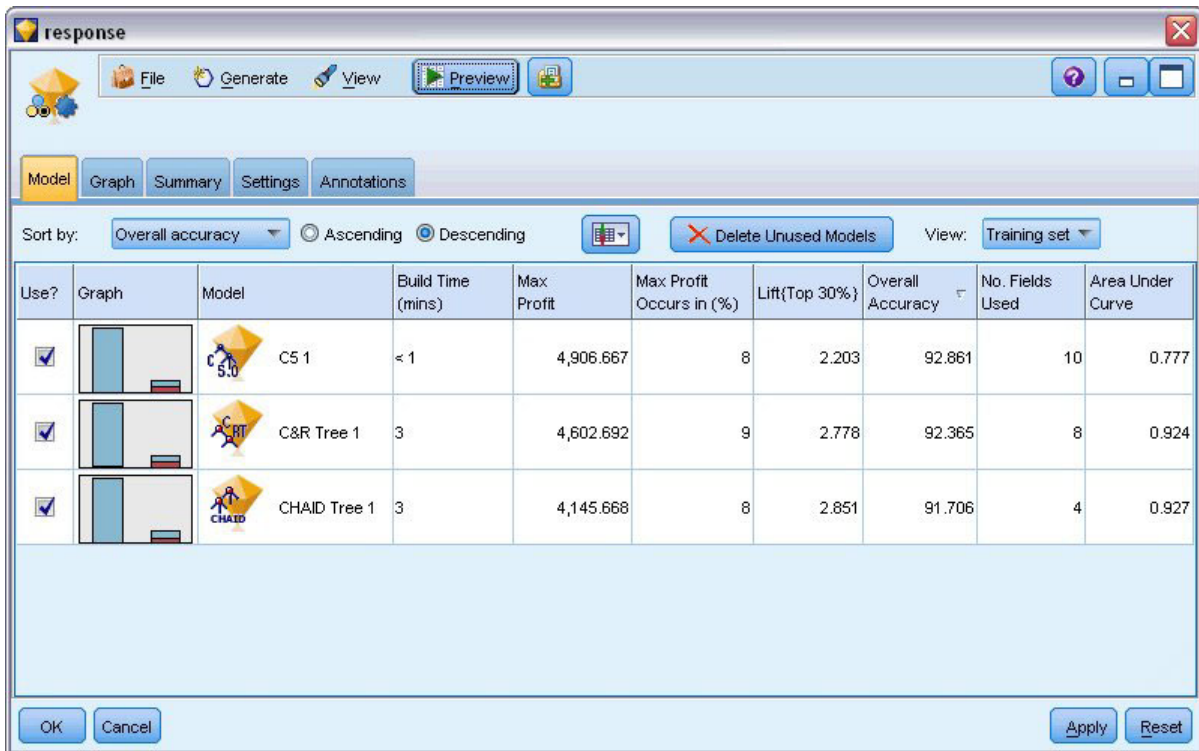 response
File Generate View Preview
Model Graph Summary Settings Annotations
Sort by: Overall accuracy Ascending Descending Delete Unused Models View: Training set
Use? Graph Model Build Time (mins) Max Profit Max Profit Occurs in (%) Lift{Top 30%} Overall Accuracy No. Fields Used Area Under Curve
C 5.0 C5 1 < 1 4,906.667 8 2.203 92.861 10 0.777
C&RT C&R Tree 1 3 4,602.692 9 2.778 92.365 8 0.924
CHAID CHAID Tree 1 3 4,145.668 8 2.851 91.706 4 0.927
OK Cancel Apply Reset